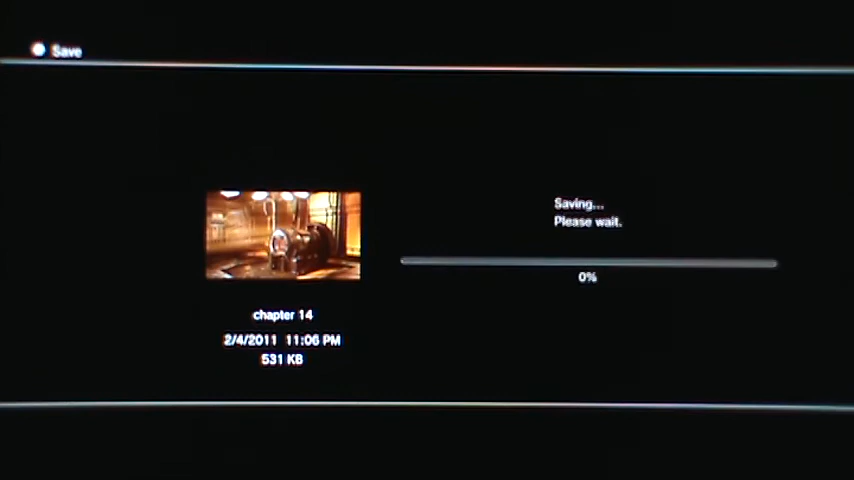 Save
Saving...
Please wait.
0%
chapter 14
2/4/2011 11:06 PM
531 KB